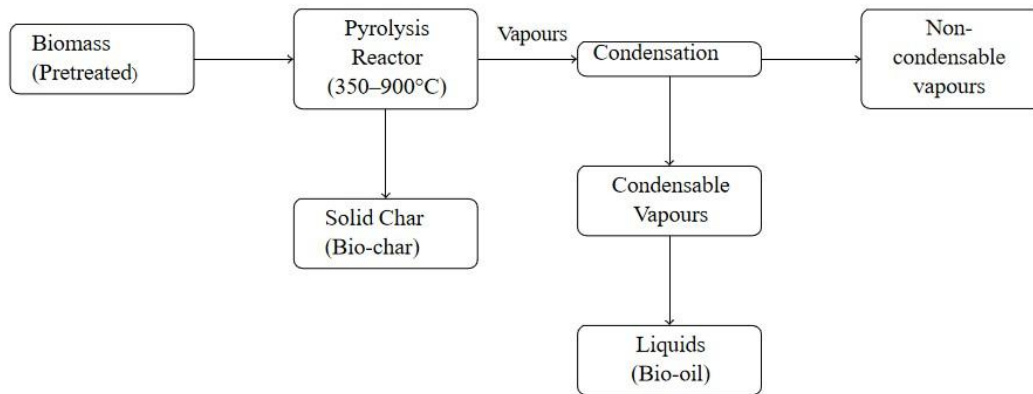 Biomass
(Pretreated)
Pyrolysis
Reactor
(350–900°C)
Vapours
Condensation
Non-
condensable
vapours
Solid Char
(Bio-char)
Condensable
Vapours
Liquids
(Bio-oil)